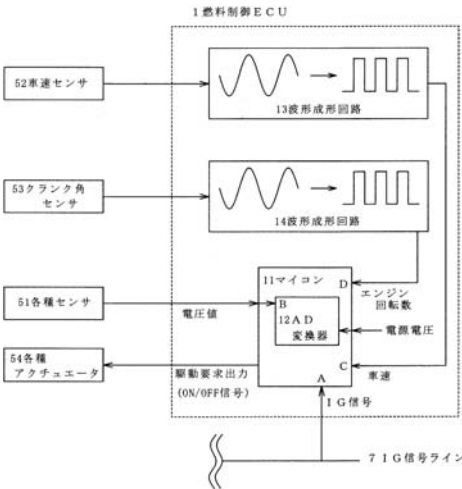 1燃料制御ECU
52車速センサ
13波形成形回路
53クランク角
センサ
14波形成形回路
11マイコン
D
エンジン
回転数
51各種センサ
電圧値
B
12AD
変換器
電源電圧
54各種
アクチュエータ
駆動要求出力
(ON/OFF信号)
C
車速
A
IG信号
7 IG信号ライン